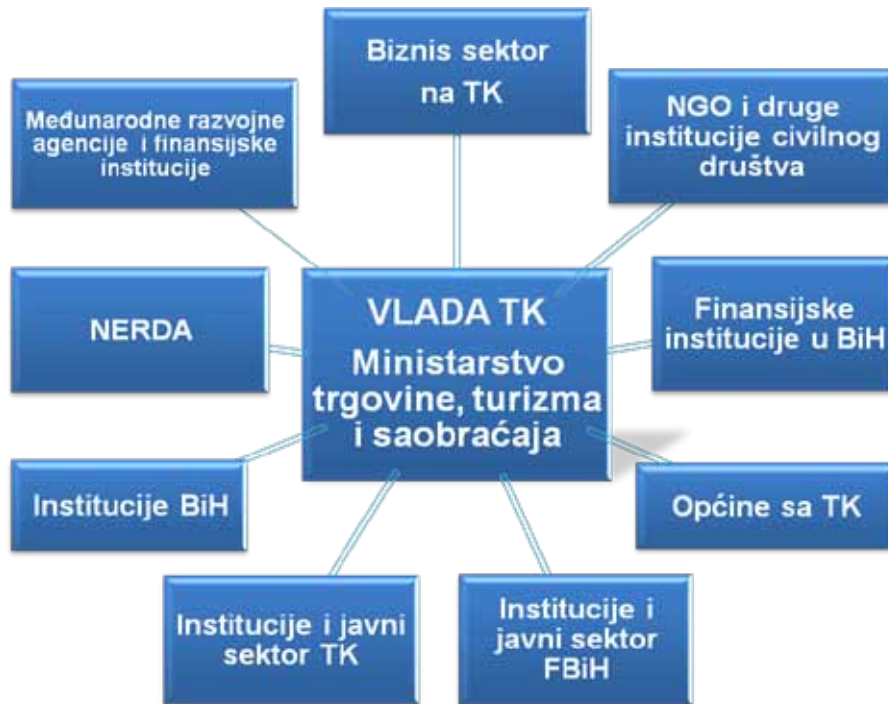 Biznis sektor
na TK
Međunarodne razvojne
agencije i finansijske
institucije
NGO i druge
institucije civilnog
društva
NERDA
VLADA TK
Ministarstvo
trgovine, turizma
i saobraćaja
Finansijske
institucije u BiH
Institucije BiH
Općine sa TK
Institucije i javni
sektor TK
Institucije i
javni sektor
FBiH